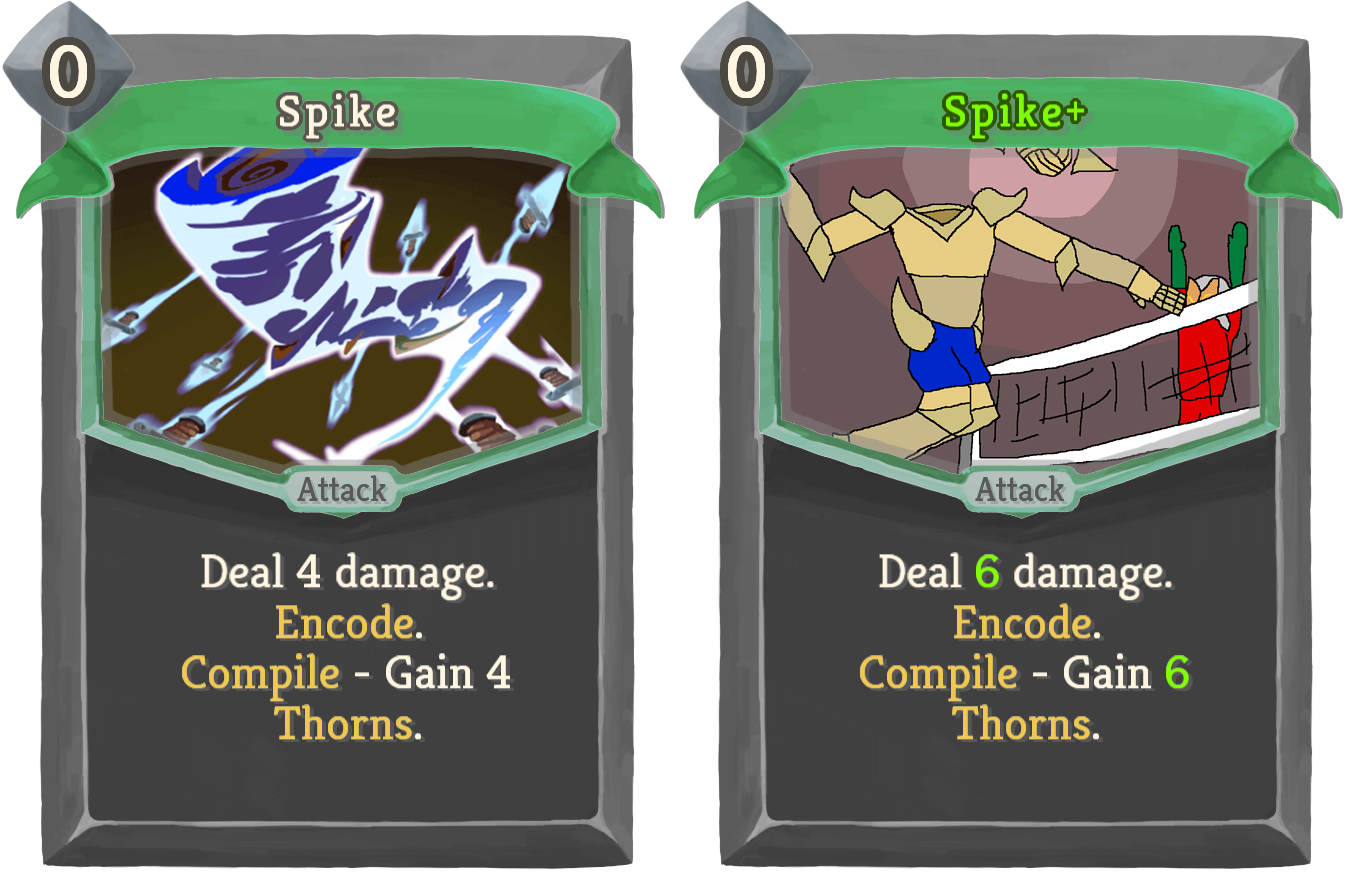 0
Spike
Attack
Deal 4 damage.
Encode.
Compile - Gain 4
Thorns.
0
Spike+
Attack
Deal 6 damage.
Encode.
Compile - Gain 6
Thorns.